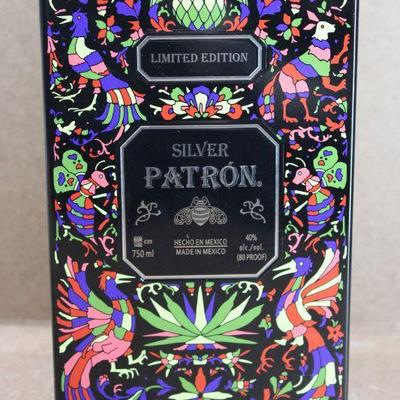 LIMITED EDITION
SILVER
PATRÓN®
HECHO EN MEXICO
MADE IN MEXICO
750 ml
40%
alc./vol.
(80 PROOF)